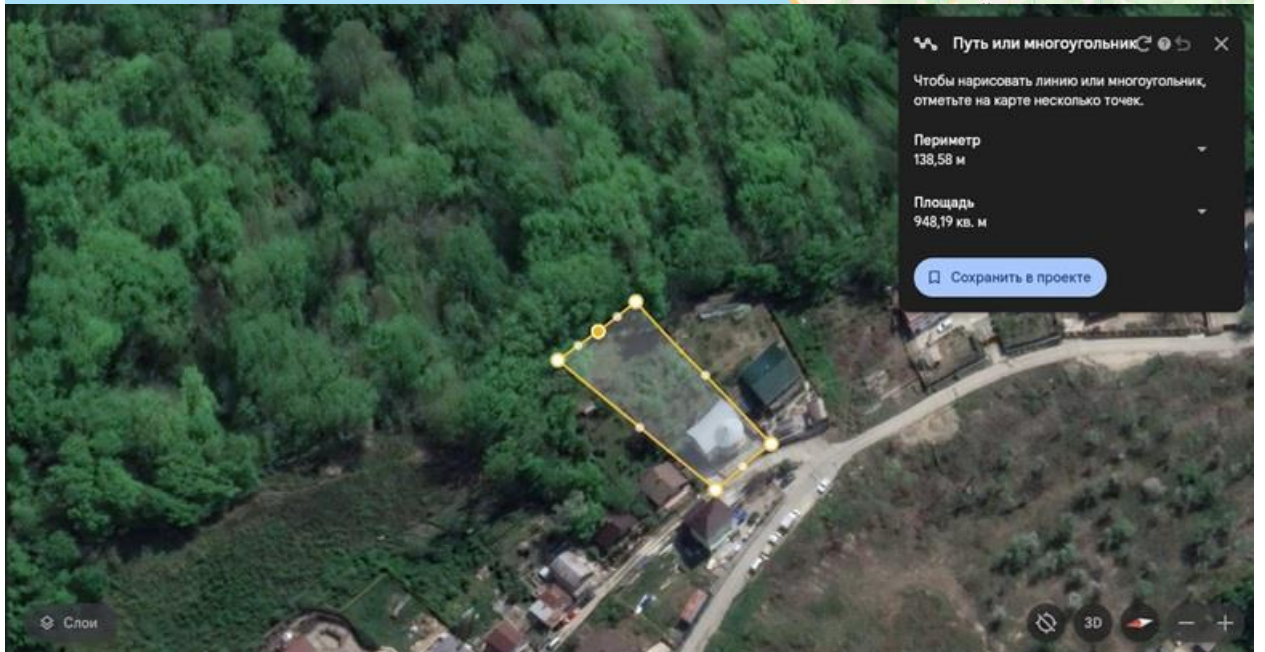 Путь или многоугольник
Чтобы нарисовать линию или многоугольник,
отметьте на карте несколько точек.
Периметр
138,58 м
Площадь
948,19 кв. м
Сохранить в проекте
Слои
3D